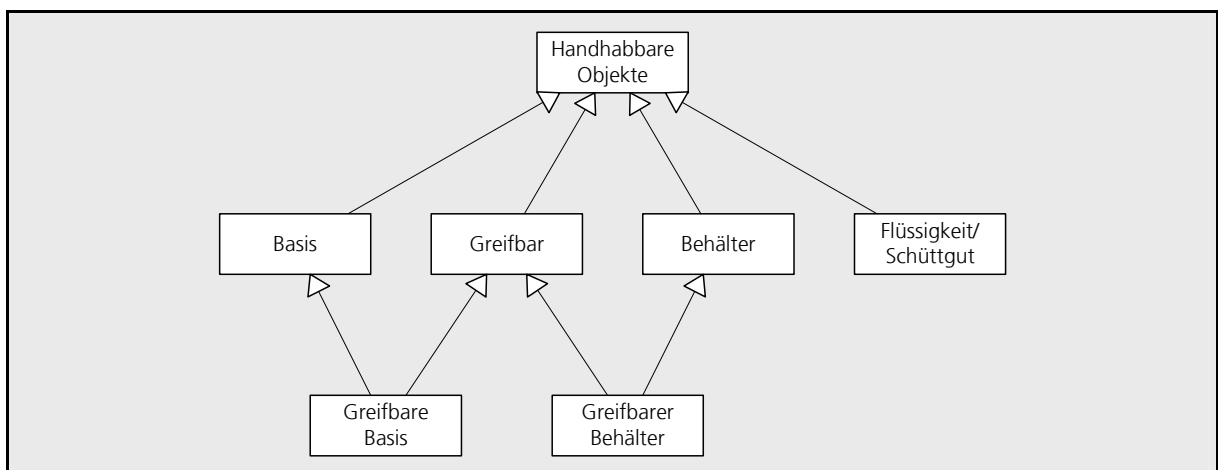 Handhabbare
Objekte
Basis
Greifbar
Behälter
Flüssigkeit/
Schüttgut
Greifbare
Basis
Greifbarer
Behälter